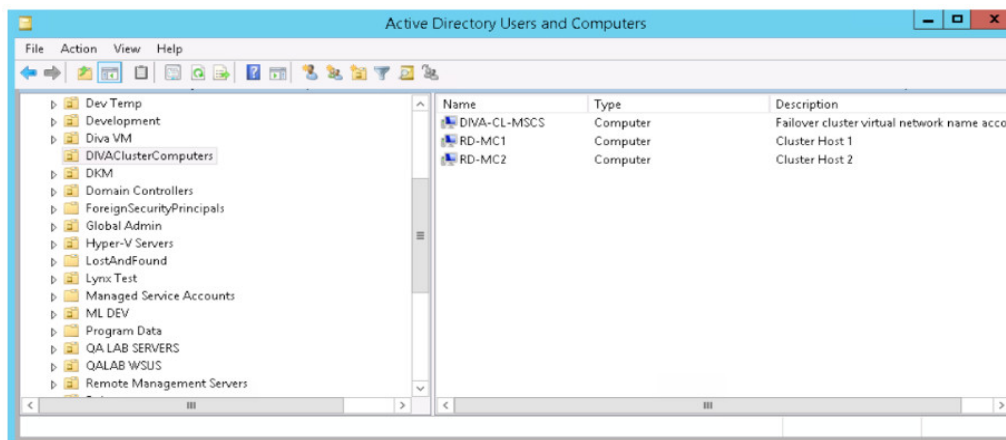 Active Directory Users and Computers
File Action View Help
Dev Temp
Development
Diva VM
DIVAClusterComputers
DKM
Domain Controllers
ForeignSecurityPrincipals
Global Admin
Hyper-V Servers
LostAndFound
Lynx Test
Managed Service Accounts
ML DEV
Program Data
QA LAB SERVERS
QALAB WSUS
Remote Management Servers
Name Type Description
DIVA-CL-MSCS Computer Failover cluster virtual network name acco
RD-MC1 Computer Cluster Host 1
RD-MC2 Computer Cluster Host 2